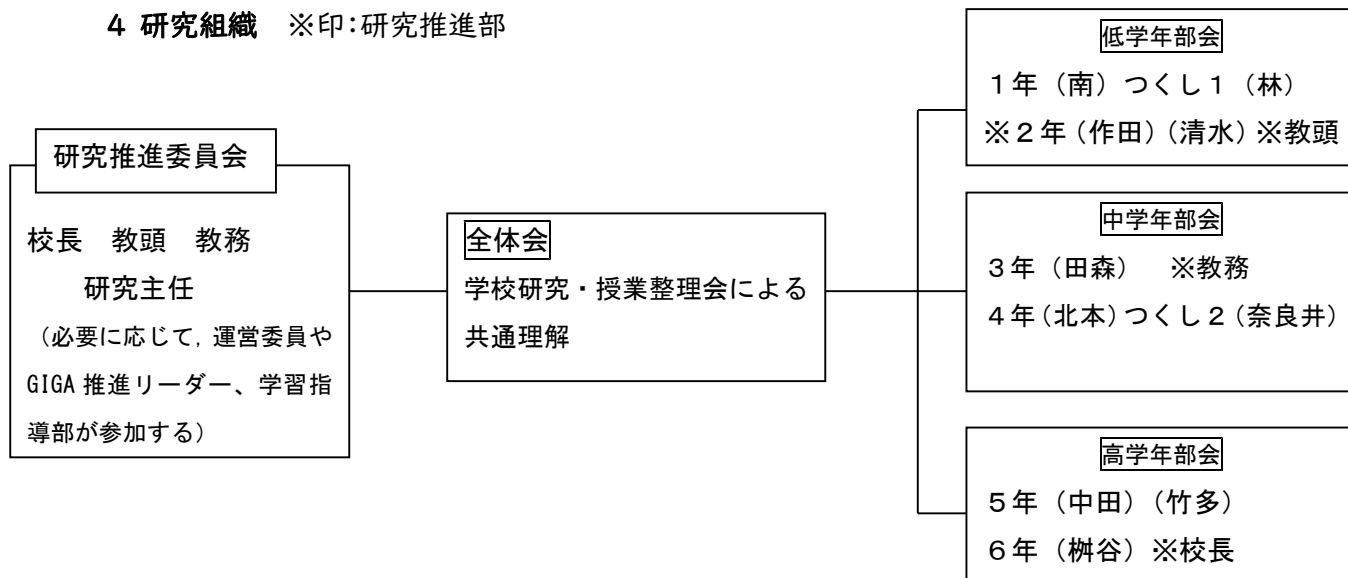 4 研究組織 ※印：研究推進部
研究推進委員会
校長 教頭 教務
研究主任
（必要に応じて，運営委員や
GIGA 推進リーダー、学習指
導部が参加する）
全体会
学校研究・授業整理会による
共通理解
低学年部会
１年（南）つくし１（林）
※２年（作田）（清水）※教頭
中学年部会
３年（田森） ※教務
４年（北本）つくし２（奈良井）
高学年部会
５年（中田）（竹多）
６年（桝谷）※校長